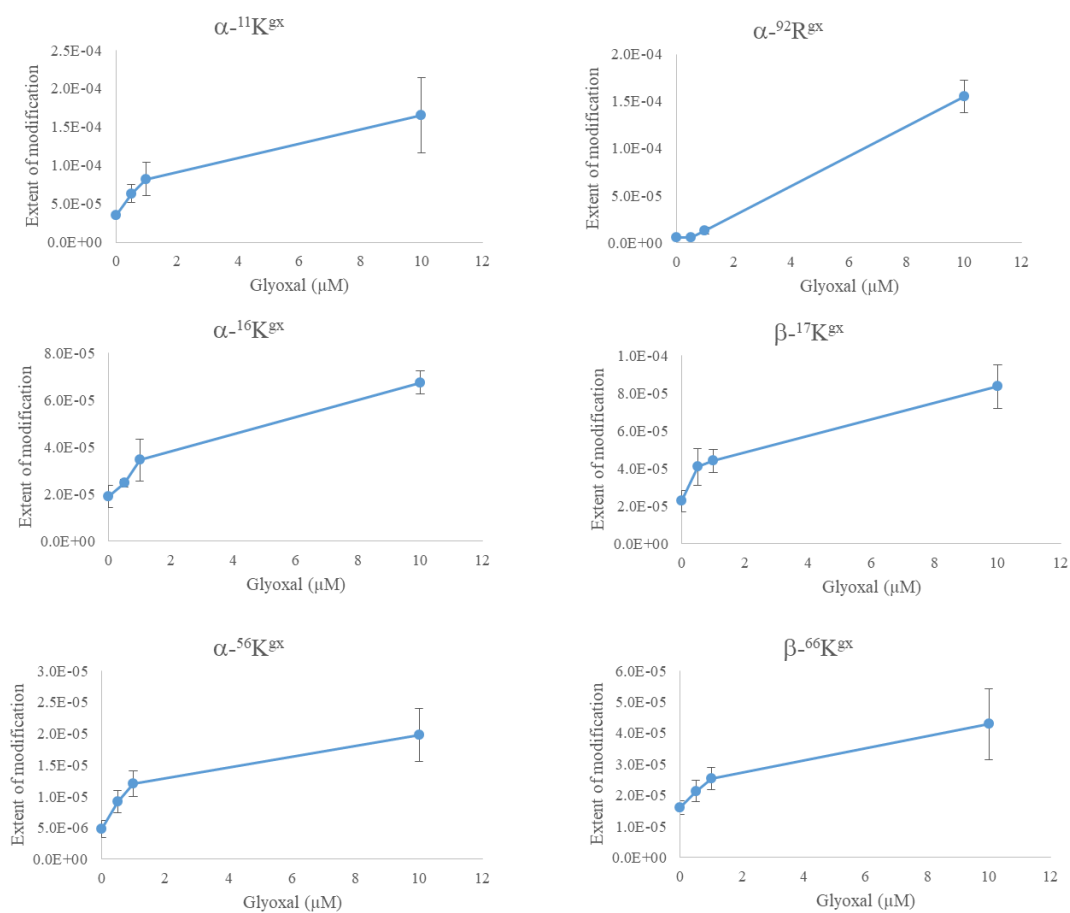 α-¹¹Kᵍˣ
Extent of modification
2.5E-04
2.0E-04
1.5E-04
1.0E-04
5.0E-05
0.0E+00
0 2 4 6 8 10 12
Glyoxal (µM)
α-⁹²Rᵍˣ
Extent of modification
2.0E-04
1.5E-04
1.0E-04
5.0E-05
0.0E+00
0 2 4 6 8 10 12
Glyoxal (µM)
α-¹⁶Kᵍˣ
Extent of modification
8.0E-05
6.0E-05
4.0E-05
2.0E-05
0.0E+00
0 2 4 6 8 10 12
Glyoxal (µM)
β-¹⁷Kᵍˣ
Extent of modification
1.0E-04
8.0E-05
6.0E-05
4.0E-05
2.0E-05
0.0E+00
0 2 4 6 8 10 12
Glyoxal (µM)
α-⁵⁶Kᵍˣ
Extent of modification
3.0E-05
2.5E-05
2.0E-05
1.5E-05
1.0E-05
5.0E-06
0.0E+00
0 2 4 6 8 10 12
Glyoxal (µM)
β-⁶⁶Kᵍˣ
Extent of modification
6.0E-05
5.0E-05
4.0E-05
3.0E-05
2.0E-05
1.0E-05
0.0E+00
0 2 4 6 8 10 12
Glyoxal (µM)